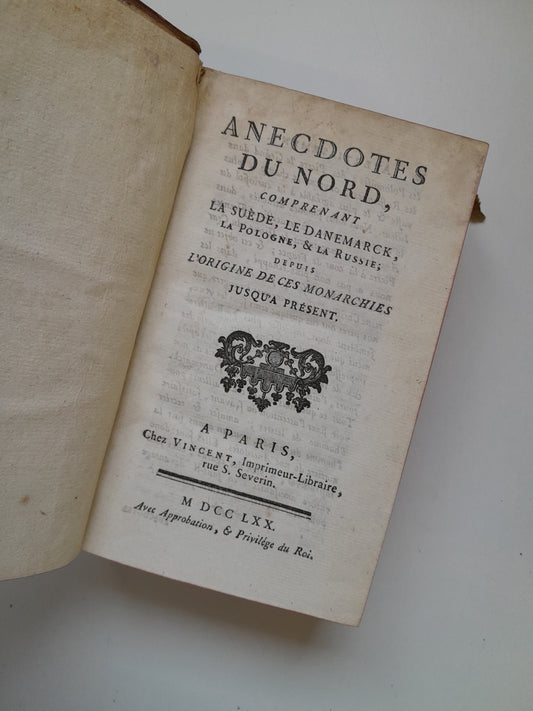 ANECDOTES
DU NORD,
COMPRENANT
LA SUÈDE, LE DANEMARCK,
LA POLOGNE, & LA RUSSIE;
DEPUIS
L'ORIGINE DE CES MONARCHIES
JUSQU'A PRÉSENT.
A PARIS,
Chez VINCENT, Imprimeur-Libraire,
rue S. Severin.
M DCC LXX.
Avec Approbation, & Privilége du Roi.